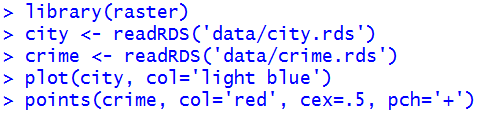 > library(raster)
> city <- readRDS('data/city.rds')
> crime <- readRDS('data/crime.rds')
> plot(city, col='light blue')
> points(crime, col='red', cex=.5, pch='+')